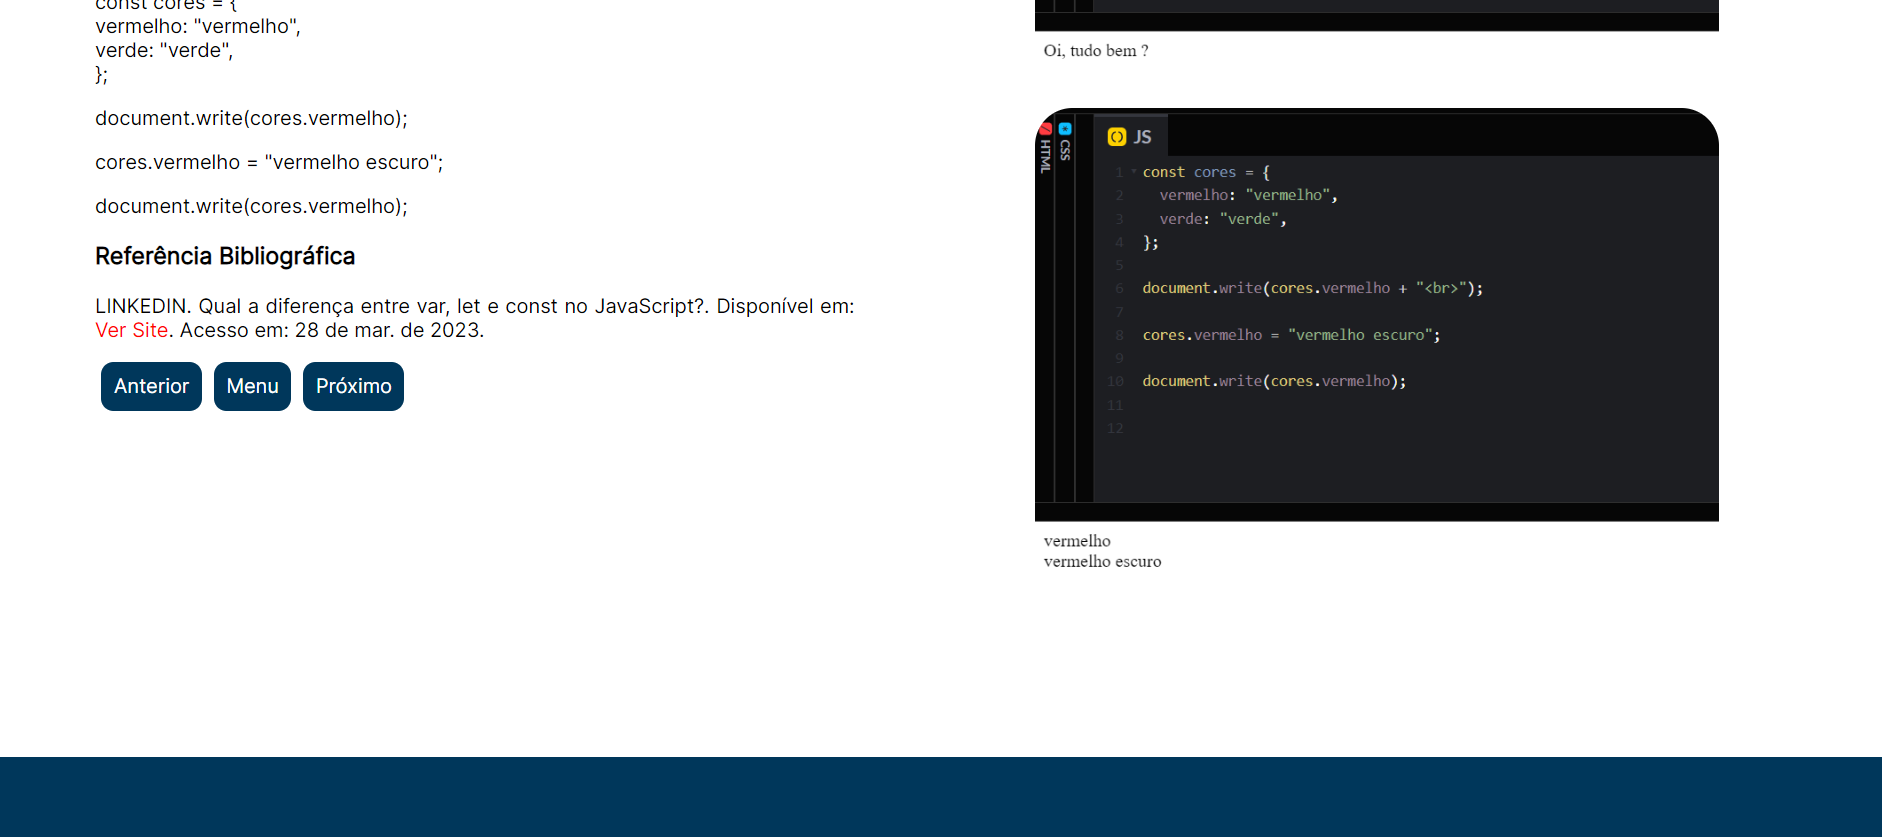 const cores = {
vermelho: "vermelho",
verde: "verde",
};
document.write(cores.vermelho);
cores.vermelho = "vermelho escuro";
document.write(cores.vermelho);
Referência Bibliográfica
LINKEDIN. Qual a diferença entre var, let e const no JavaScript?. Disponível em:
Ver Site. Acesso em: 28 de mar. de 2023.
Anterior Menu Próximo
Oi, tudo bem ?
HTML
CSS
JS
1 const cores = {
2 vermelho: "vermelho",
3 verde: "verde",
4 };
5
6 document.write(cores.vermelho + "<br>");
7
8 cores.vermelho = "vermelho escuro";
9
10 document.write(cores.vermelho);
11
12
vermelho
vermelho escuro